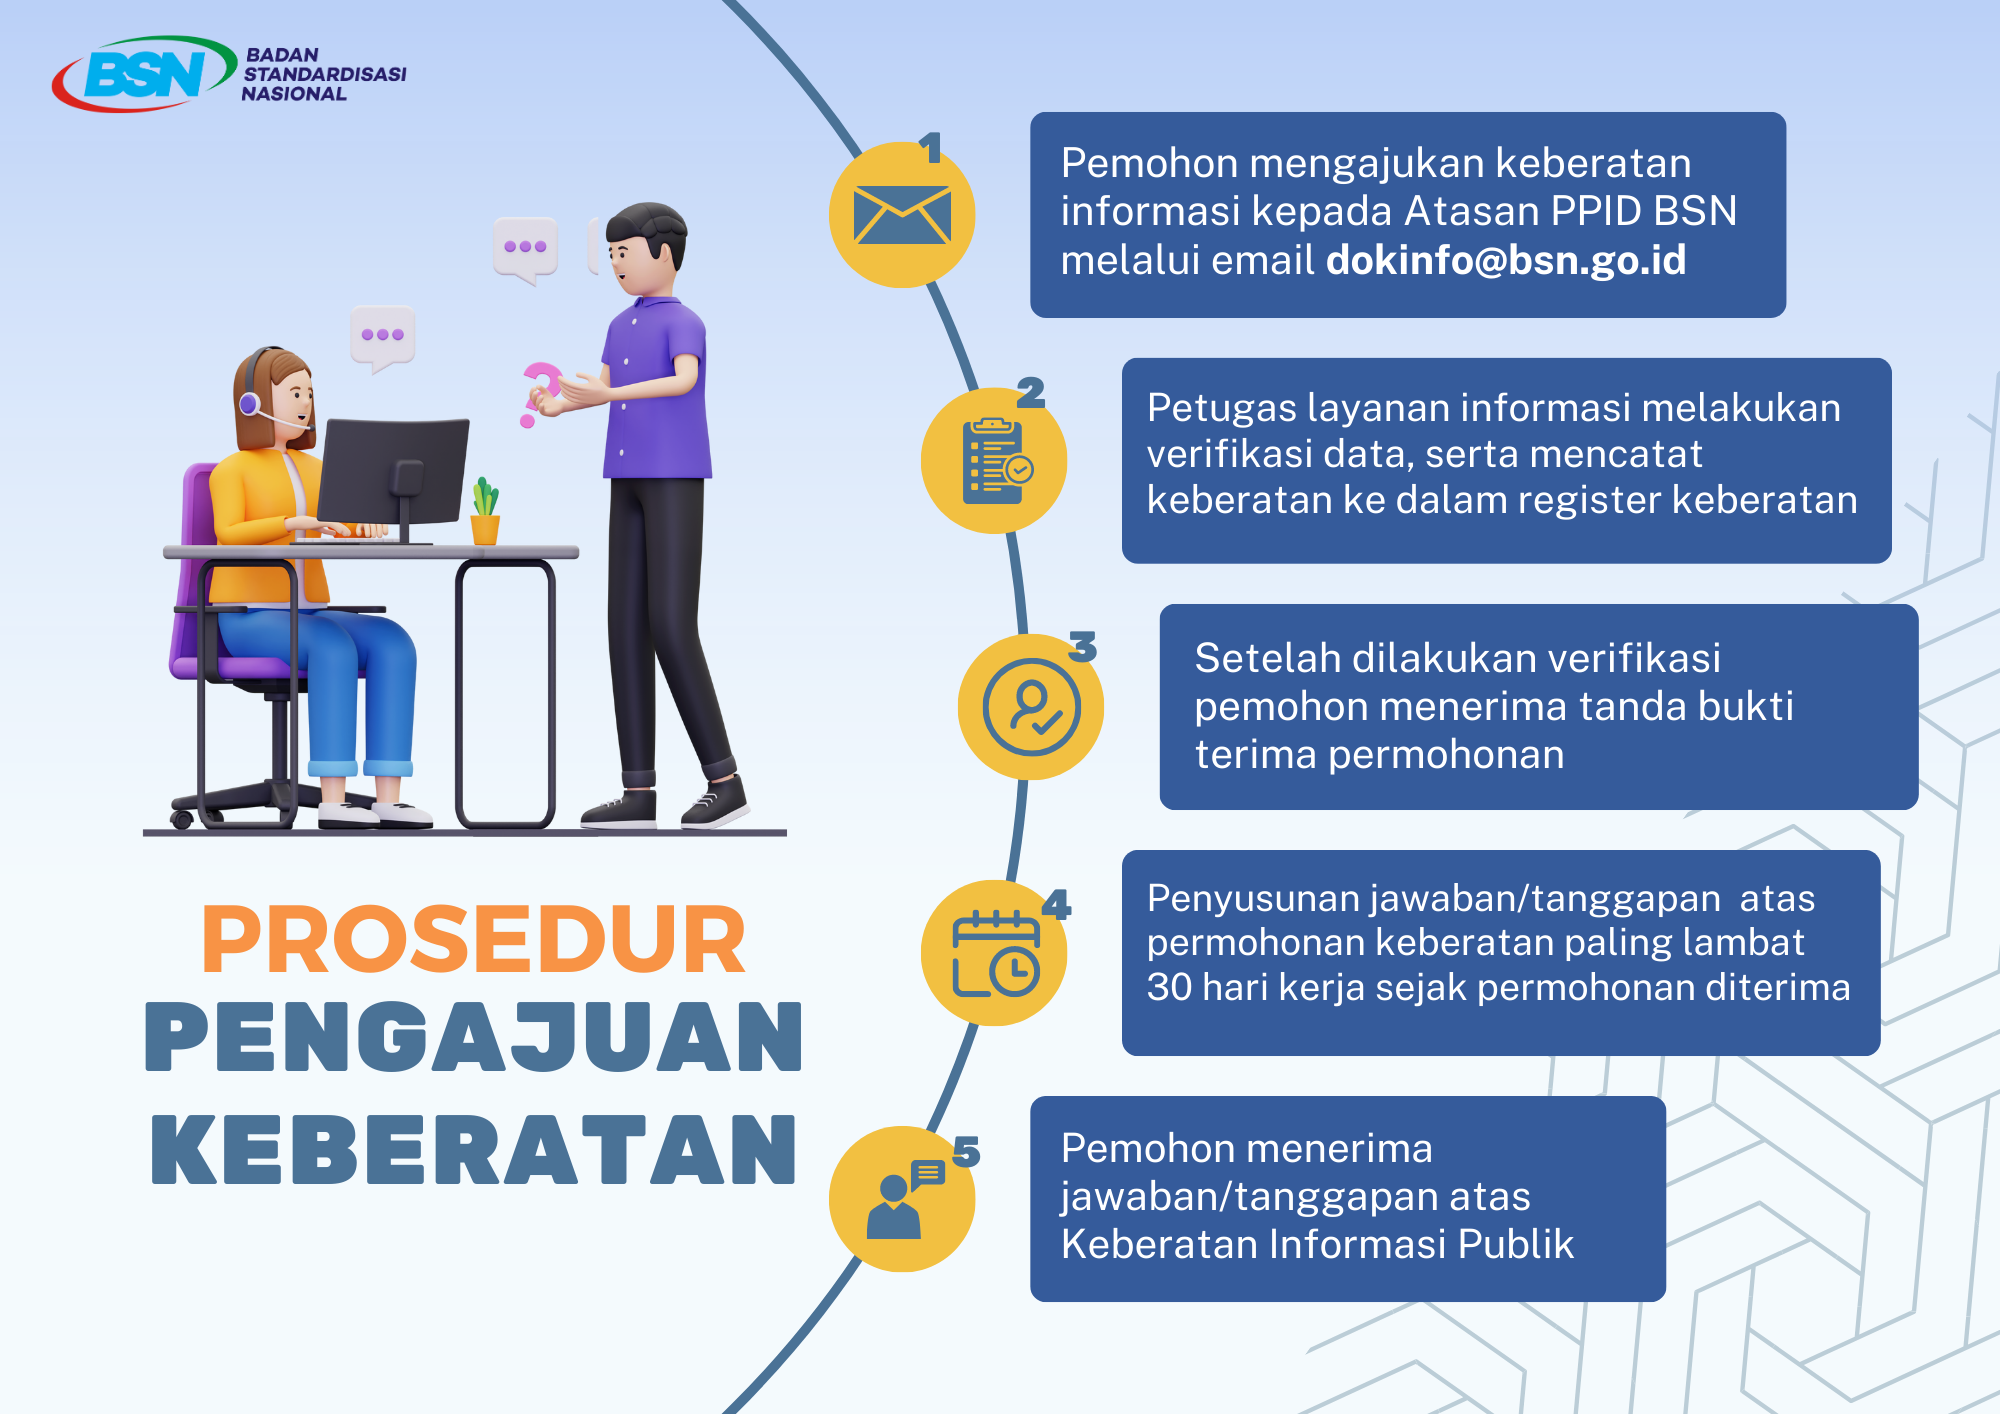 BSN
BADAN
STANDARDISASI
NASIONAL
PROSEDUR
PENGAJUAN
KEBERATAN
1
Pemohon mengajukan keberatan
informasi kepada Atasan PPID BSN
melalui email dokinfo@bsn.go.id
2
Petugas layanan informasi melakukan
verifikasi data, serta mencatat
keberatan ke dalam register keberatan
3
Setelah dilakukan verifikasi
pemohon menerima tanda bukti
terima permohonan
4
Penyusunan jawaban/tanggapan  atas
permohonan keberatan paling lambat
30 hari kerja sejak permohonan diterima
5
Pemohon menerima
jawaban/tanggapan atas
Keberatan Informasi Publik